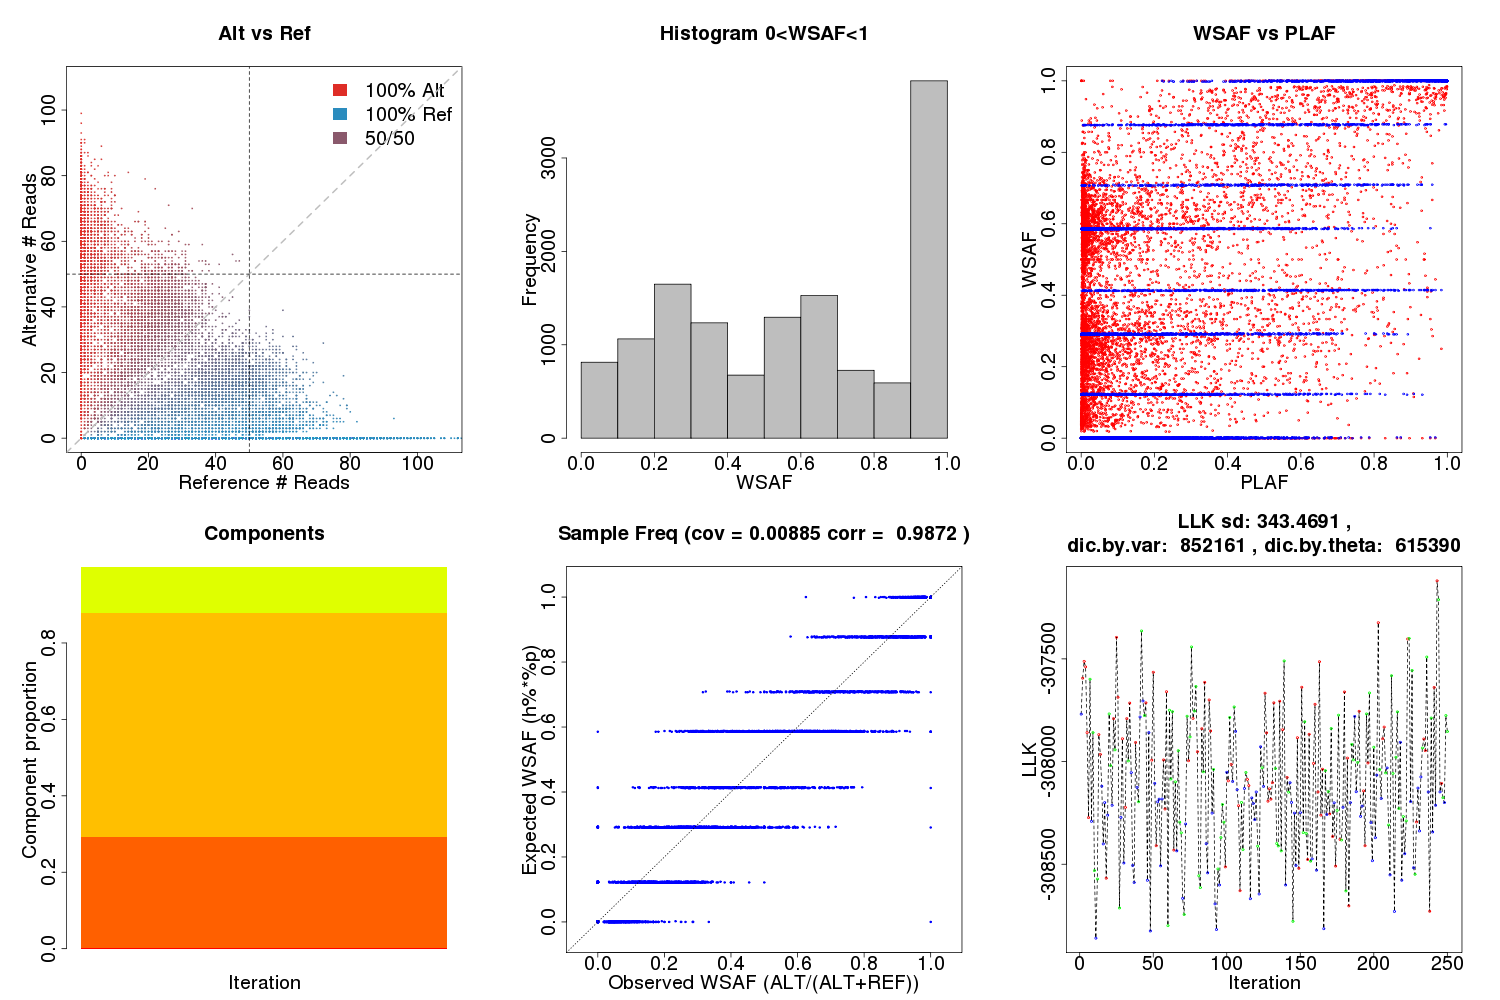 Alt vs Ref
100% Alt
100% Ref
50/50
Alternative # Reads
0 20 40 60 80 100
0 20 40 60 80 100
Reference # Reads
Histogram 0<WSAF<1
Frequency
0 1000 2000 3000
0.0 0.2 0.4 0.6 0.8 1.0
WSAF
WSAF vs PLAF
WSAF
0.0 0.2 0.4 0.6 0.8 1.0
0.0 0.2 0.4 0.6 0.8 1.0
PLAF
Components
Component proportion
0.0 0.2 0.4 0.6 0.8
Iteration
Sample Freq (cov = 0.00885 corr = 0.9872 )
Expected WSAF (h%*%p)
0.0 0.2 0.4 0.6 0.8 1.0
0.0 0.2 0.4 0.6 0.8 1.0
Observed WSAF (ALT/(ALT+REF))
LLK sd: 343.4691 ,
dic.by.var: 852161 , dic.by.theta: 615390
LLK
-308500 -308000 -307500
0 50 100 150 200 250
Iteration